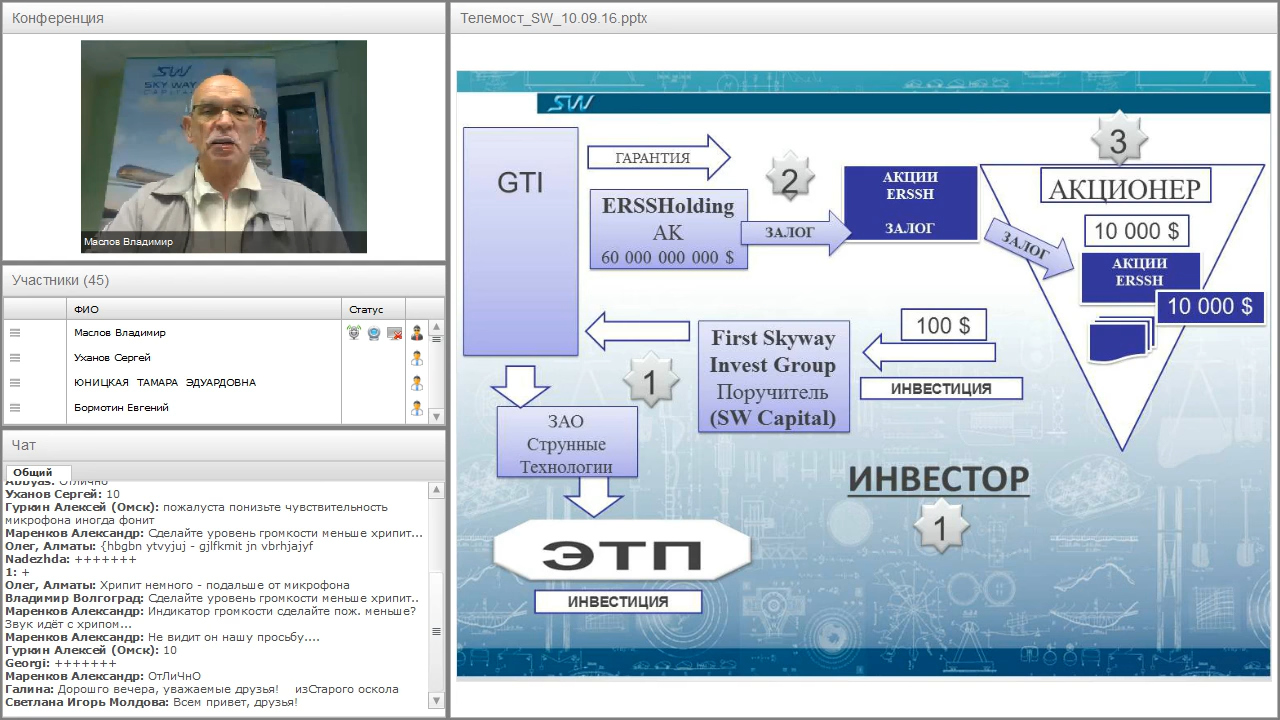 Конференция
SW
SKY WAY
CAPITAL
Маслов Владимир
Участники (45)
ФИО
Статус
Маслов Владимир
Уханов Сергей
ЮНИЦКАЯ ТАМАРА ЭДУАРДОВНА
Бормотин Евгений
Чат
Общий
Abbyas: Отлично
Уханов Сергей: 10
Гуркин Алексей (Омск): пожалуста понизьте чувствительность
микрофона иногда фонит
Маренков Александр: Сделайте уровень громкости меньше хрипит...
Олег, Алматы: {hbgbn ytvyjuj - gjlfkmit jn vbrhjajyf
Nadezhda: +++++++
1: +
Олег, Алматы: Хрипит немного - подальше от микрофона
Владимир Волгоград: Сделайте уровень громкости меньше хрипит..
Маренков Александр: Индикатор громкости сделайте пож. меньше?
Звук идёт с хрипом...
Маренков Александр: Не видит он нашу просьбу....
Гуркин Алексей (Омск): 10
Georgi: +++++++
Маренков Александр: ОтЛиЧнО
Галина: Дорошго вечера, уважаемые друзья! изСтарого оскола
Светлана Игорь Молдова: Всем привет, друзья!
Телемост_SW_10.09.16.pptx
SW
GTI
ГАРАНТИЯ
ERSSHolding
АК
60 000 000 000 $
2
ЗАЛОГ
АКЦИИ
ERSSH
ЗАЛОГ
3
АКЦИОНЕР
ЗАЛОГ
10 000 $
АКЦИИ
ERSSH
10 000 $
100 $
ИНВЕСТИЦИЯ
First Skyway
Invest Group
Поручитель
(SW Capital)
1
ЗАО
Струнные
Технологии
ЭТП
ИНВЕСТИЦИЯ
ИНВЕСТОР
1